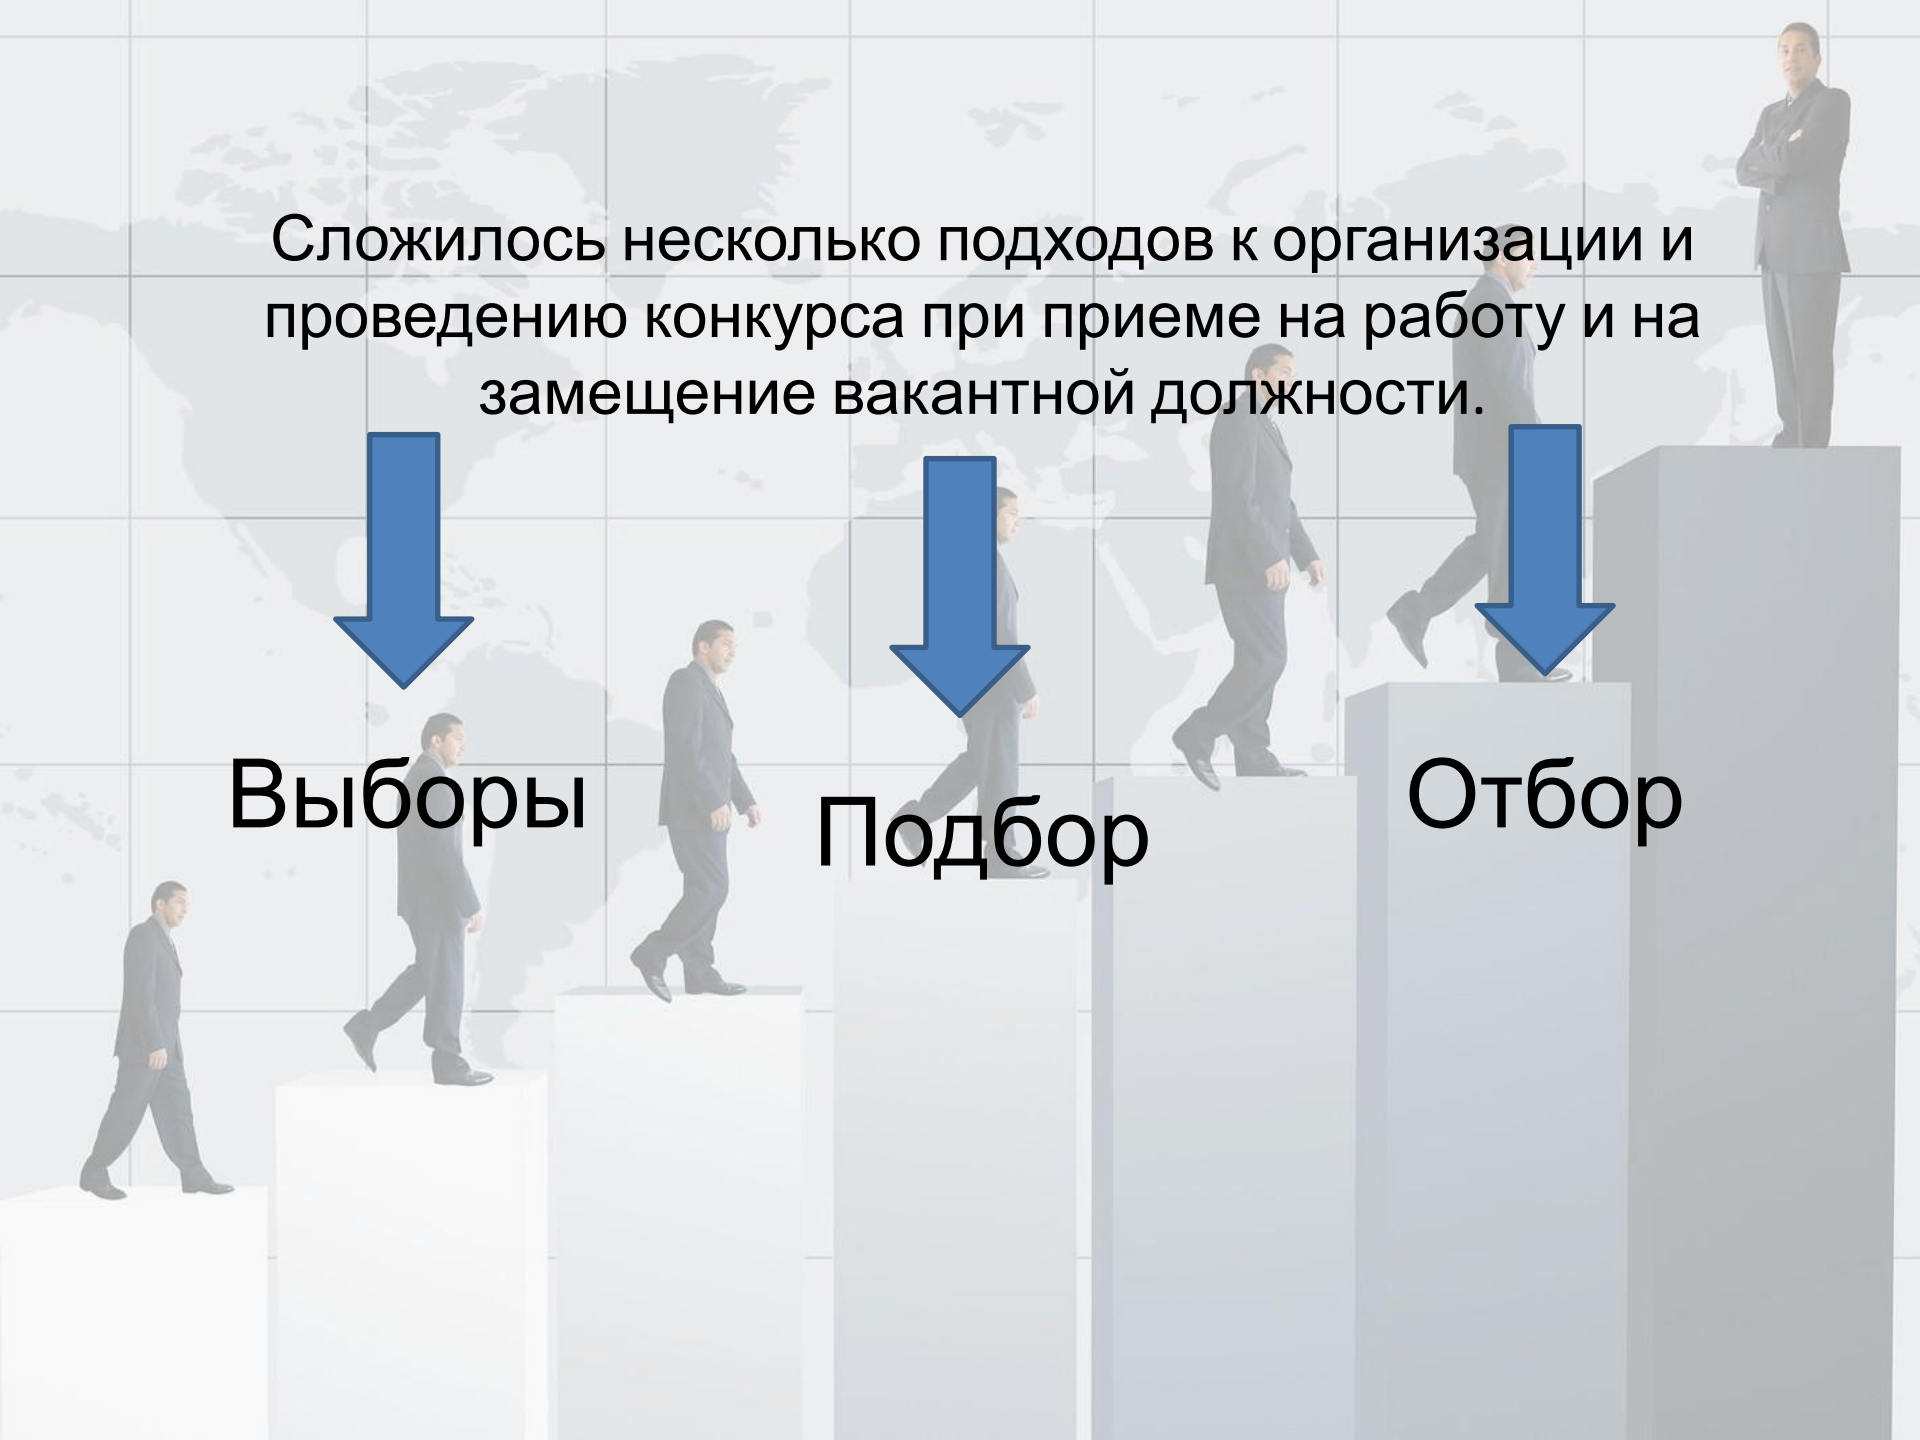 Сложилось несколько подходов к организации и
проведению конкурса при приеме на работу и на
замещение вакантной должности.
Выборы
Подбор
Отбор